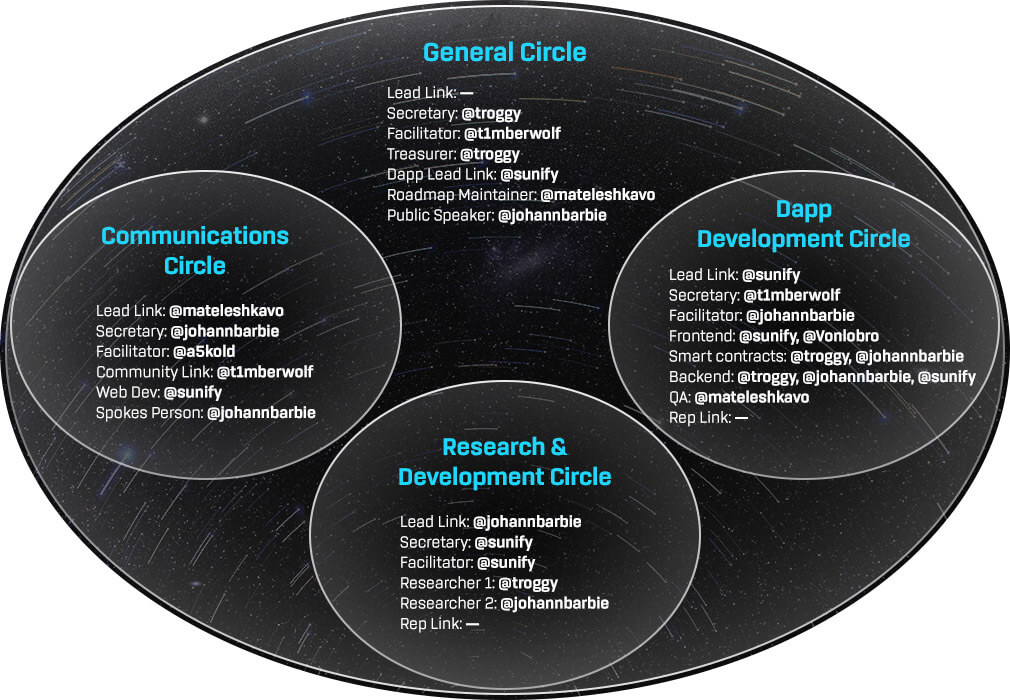 General Circle
Lead Link: —
Secretary: @troggy
Facilitator: @t1mberwolf
Treasurer: @troggy
Dapp Lead Link: @sunify
Roadmap Maintainer: @mateleshkavo
Public Speaker: @johannbarbie
Communications
Circle
Lead Link: @mateleshkavo
Secretary: @johannbarbie
Facilitator: @a5kold
Community Link: @t1mberwolf
Web Dev: @sunify
Spokes Person: @johannbarbie
Dapp
Development Circle
Lead Link: @sunify
Secretary: @t1mberwolf
Facilitator: @johannbarbie
Frontend: @sunify, @Vonlobro
Smart contracts: @troggy, @johannbarbie
Backend: @troggy, @johannbarbie, @sunify
QA: @mateleshkavo
Rep Link: —
Research &
Development Circle
Lead Link: @johannbarbie
Secretary: @sunify
Facilitator: @sunify
Researcher 1: @troggy
Researcher 2: @johannbarbie
Rep Link: —